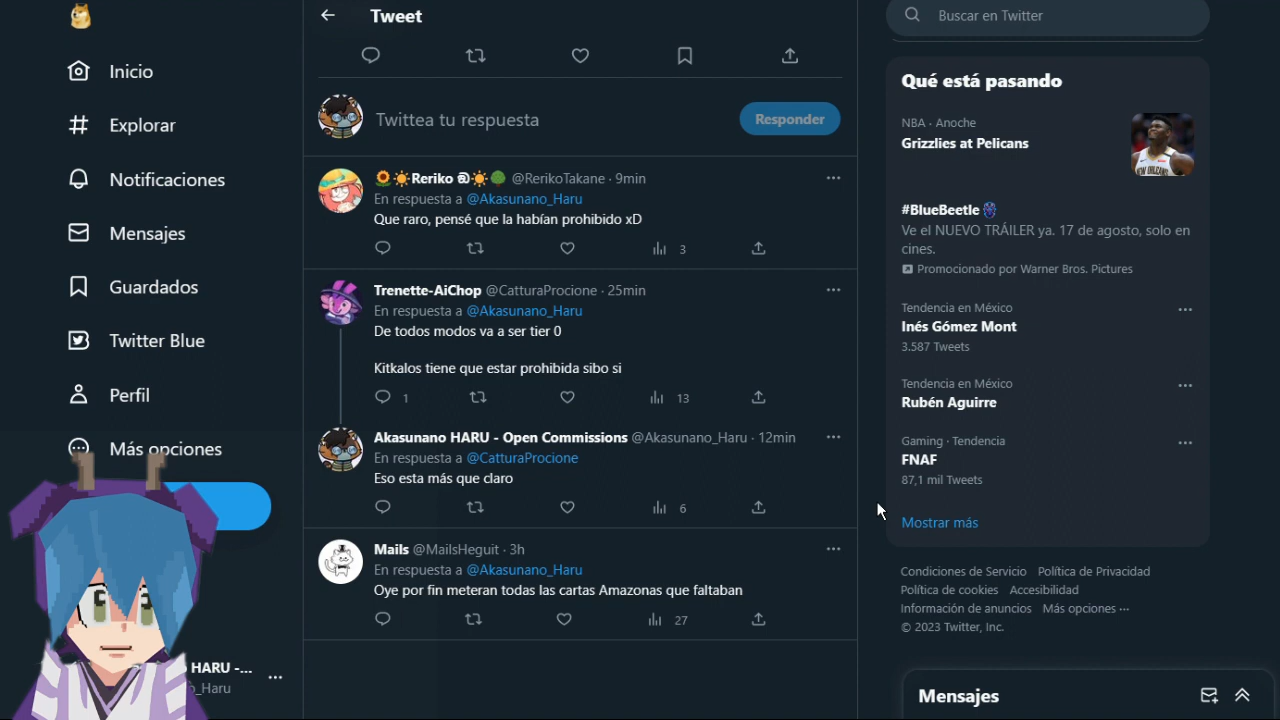 Inicio
Explorar
Notificaciones
Mensajes
Guardados
Twitter Blue
Perfil
Más opciones
HARU -...
o_Haru
Tweet
Twittea tu respuesta
Responder
🌻☀Reriko @☀🌳 @RerikoTakane · 9min
En respuesta a @Akasunano_Haru
Que raro, pensé que la habían prohibido xD
3
Trenette-AiChop @CatturaProcione · 25min
En respuesta a @Akasunano_Haru
De todos modos va a ser tier 0
Kitkalos tiene que estar prohibida sibo si
1 13
Akasunano HARU - Open Commissions @Akasunano_Haru · 12min
En respuesta a @CatturaProcione
Eso esta más que claro
6
Mails @MailsHeguit · 3h
En respuesta a @Akasunano_Haru
Oye por fin meteran todas las cartas Amazonas que faltaban
27
Buscar en Twitter
Qué está pasando
NBA · Anoche
Grizzlies at Pelicans
#BlueBeetle
Ve el NUEVO TRÁILER ya. 17 de agosto, solo en
cines.
Promocionado por Warner Bros. Pictures
Tendencia en México
Inés Gómez Mont
3.587 Tweets
Tendencia en México
Rubén Aguirre
Gaming · Tendencia
FNAF
87,1 mil Tweets
Mostrar más
Condiciones de Servicio Política de Privacidad
Política de cookies Accesibilidad
Información de anuncios Más opciones ···
© 2023 Twitter, Inc.
Mensajes